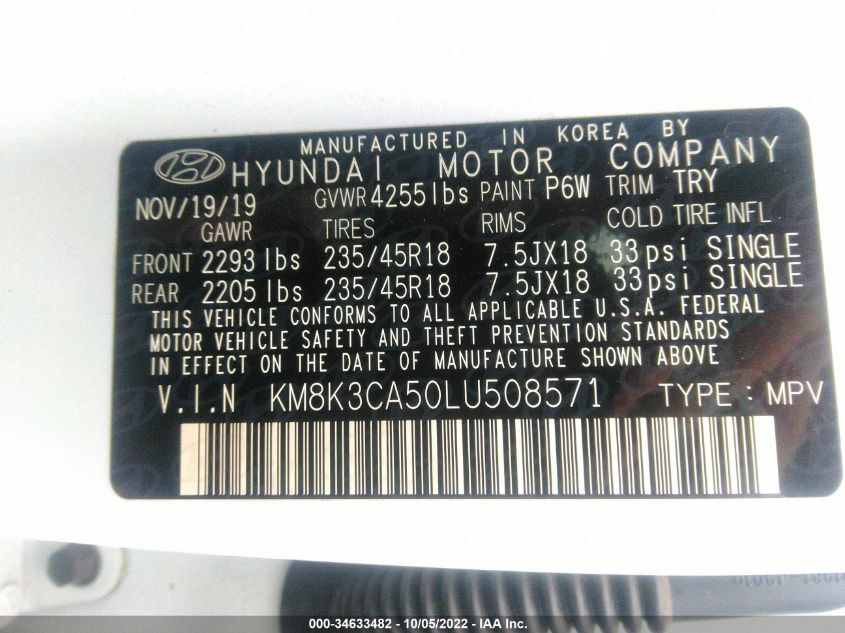 MANUFACTURED IN KOREA BY
HYUNDAI MOTOR COMPANY
NOV/19/19 GVWR 4255lbs PAINT P6W TRIM TRY
GAWR TIRES RIMS COLD TIRE INFL
FRONT 2293 lbs 235/45R18 7.5JX18 33psi SINGLE
REAR 2205 lbs 235/45R18 7.5JX18 33psi SINGLE
THIS VEHICLE CONFORMS TO ALL APPLICABLE U.S.A. FEDERAL
MOTOR VEHICLE SAFETY AND THEFT PREVENTION STANDARDS
IN EFFECT ON THE DATE OF MANUFACTURE SHOWN ABOVE.
V.I.N KM8K3CA50LU508571 TYPE : MPV
000-34633482 - 10/05/2022 - IAA Inc.